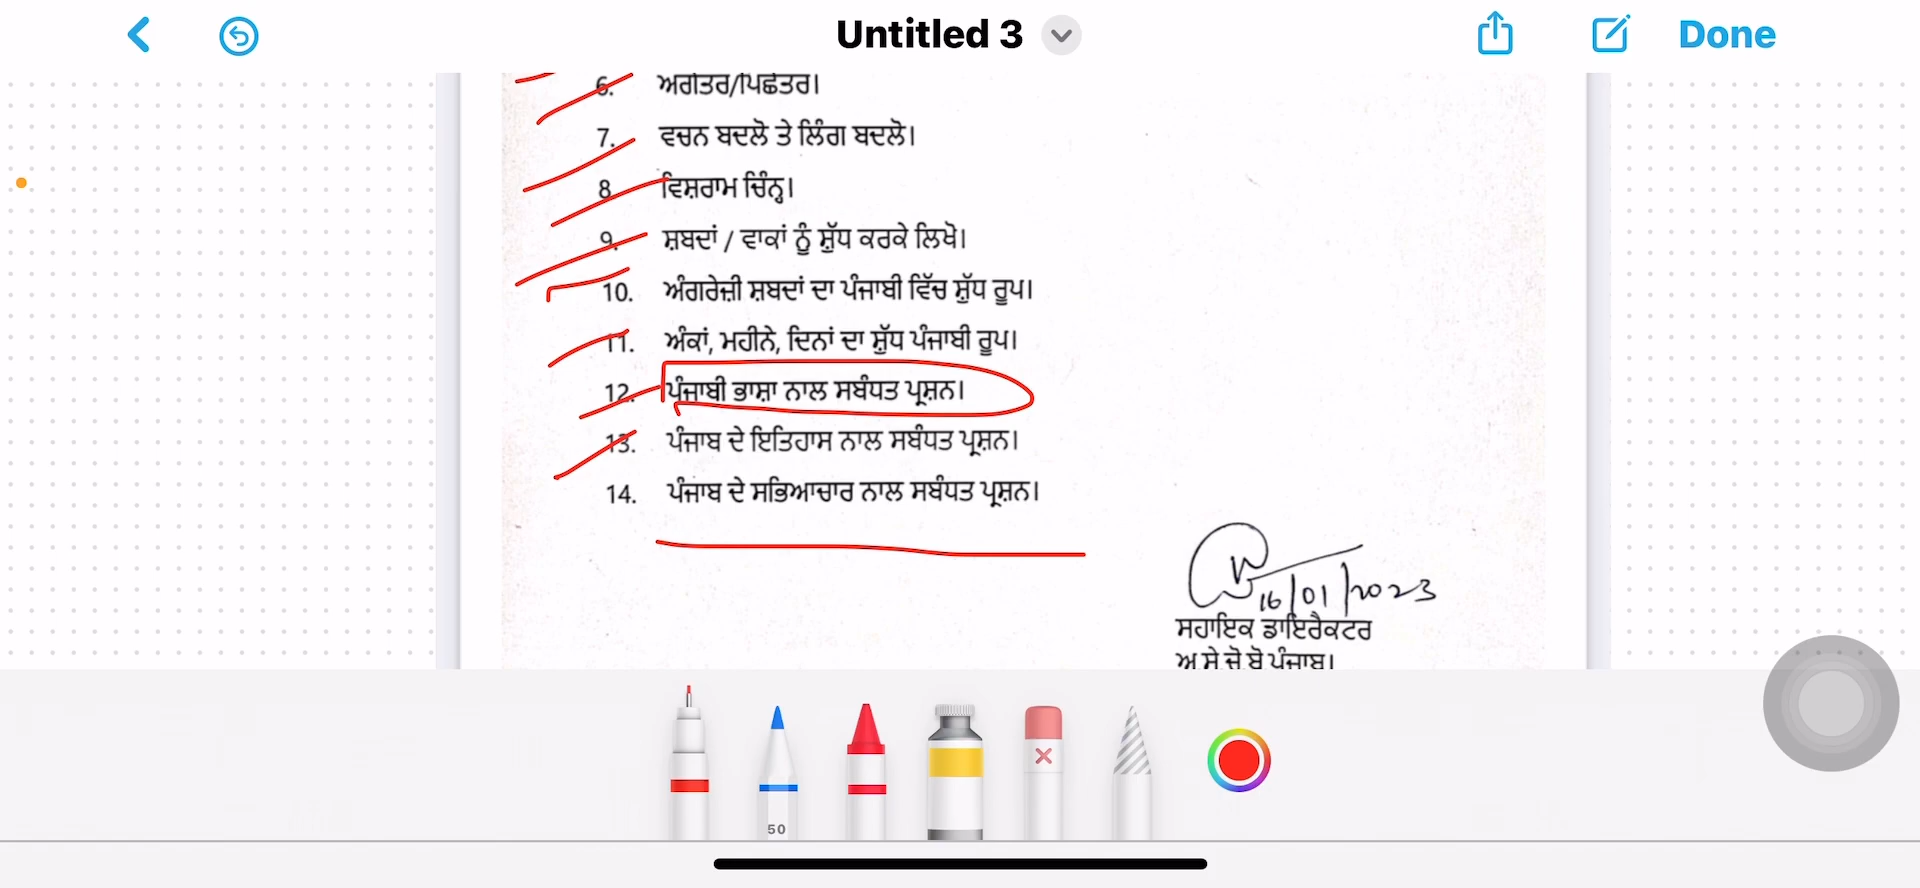 Untitled 3
Done
6. ਅਗੇਤਰ/ਪਿਛੇਤਰ।
7. ਵਚਨ ਬਦਲੋ ਤੇ ਲਿੰਗ ਬਦਲੋ।
8 ਵਿਸ਼ਰਾਮ ਚਿੰਨ੍ਹ।
9. ਸ਼ਬਦਾਂ / ਵਾਕਾਂ ਨੂੰ ਸ਼ੁੱਧ ਕਰਕੇ ਲਿਖੋ।
10. ਅੰਗਰੇਜ਼ੀ ਸ਼ਬਦਾਂ ਦਾ ਪੰਜਾਬੀ ਵਿੱਚ ਸ਼ੁੱਧ ਰੂਪ।
11. ਅੰਕਾਂ, ਮਹੀਨੇ, ਦਿਨਾਂ ਦਾ ਸ਼ੁੱਧ ਪੰਜਾਬੀ ਰੂਪ।
12. ਪੰਜਾਬੀ ਭਾਸ਼ਾ ਨਾਲ ਸਬੰਧਤ ਪ੍ਰਸ਼ਨ।
13. ਪੰਜਾਬ ਦੇ ਇਤਿਹਾਸ ਨਾਲ ਸਬੰਧਤ ਪ੍ਰਸ਼ਨ।
14. ਪੰਜਾਬ ਦੇ ਸਭਿਆਚਾਰ ਨਾਲ ਸਬੰਧਤ ਪ੍ਰਸ਼ਨ।
16/01/2023
ਸਹਾਇਕ ਡਾਇਰੈਕਟਰ
ਅ.ਸੇ.ਚੋ.ਬੋ.ਪੰਜਾਬ।
50